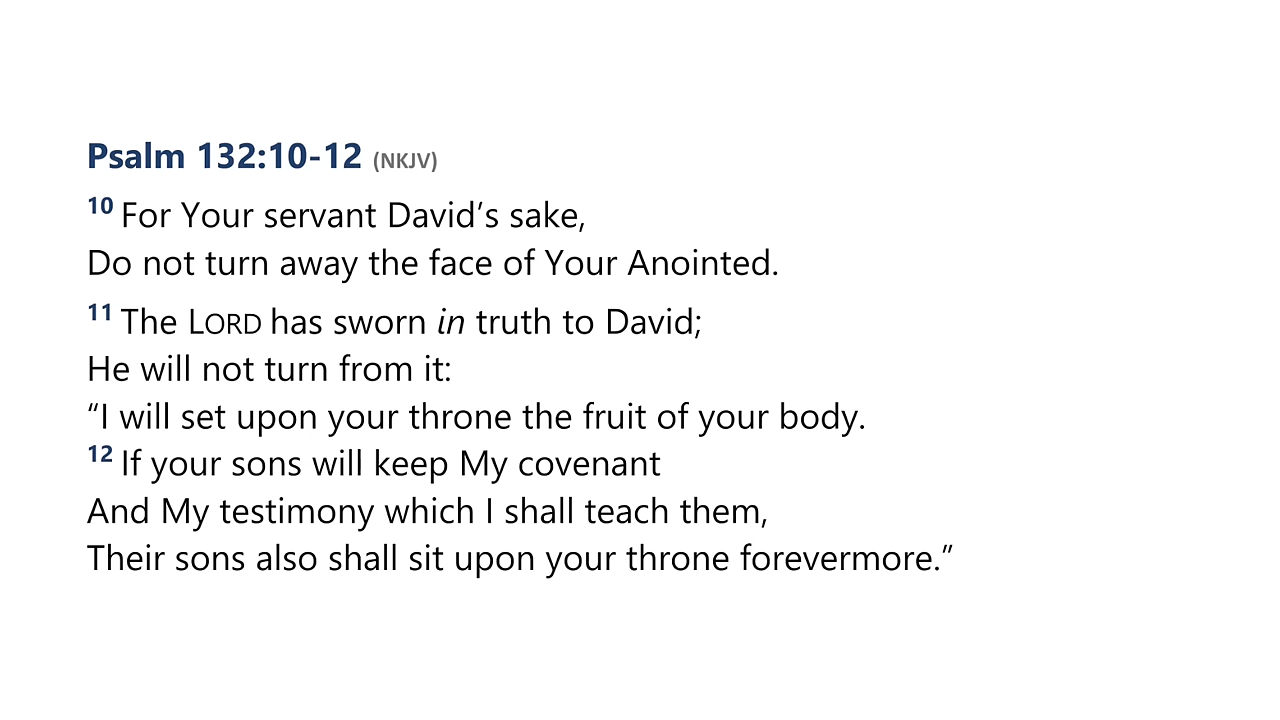 Psalm 132:10-12 (NKJV)
10 For Your servant David’s sake,
Do not turn away the face of Your Anointed.
11 The LORD has sworn in truth to David;
He will not turn from it:
“I will set upon your throne the fruit of your body.
12 If your sons will keep My covenant
And My testimony which I shall teach them,
Their sons also shall sit upon your throne forevermore.”